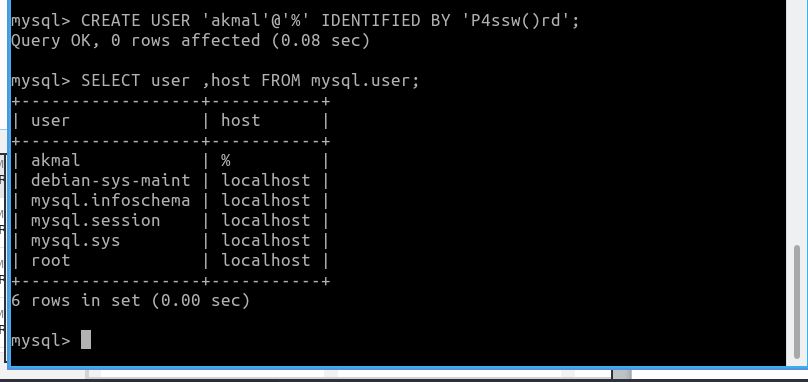 mysql> CREATE USER 'akmal'@'%' IDENTIFIED BY 'P4ssw()rd';
Query OK, 0 rows affected (0.08 sec)
mysql> SELECT user ,host FROM mysql.user;
+------------------+-----------+
| user             | host      |
+------------------+-----------+
| akmal            | %         |
| debian-sys-maint | localhost |
| mysql.infoschema | localhost |
| mysql.session    | localhost |
| mysql.sys        | localhost |
| root             | localhost |
+------------------+-----------+
6 rows in set (0.00 sec)
mysql>